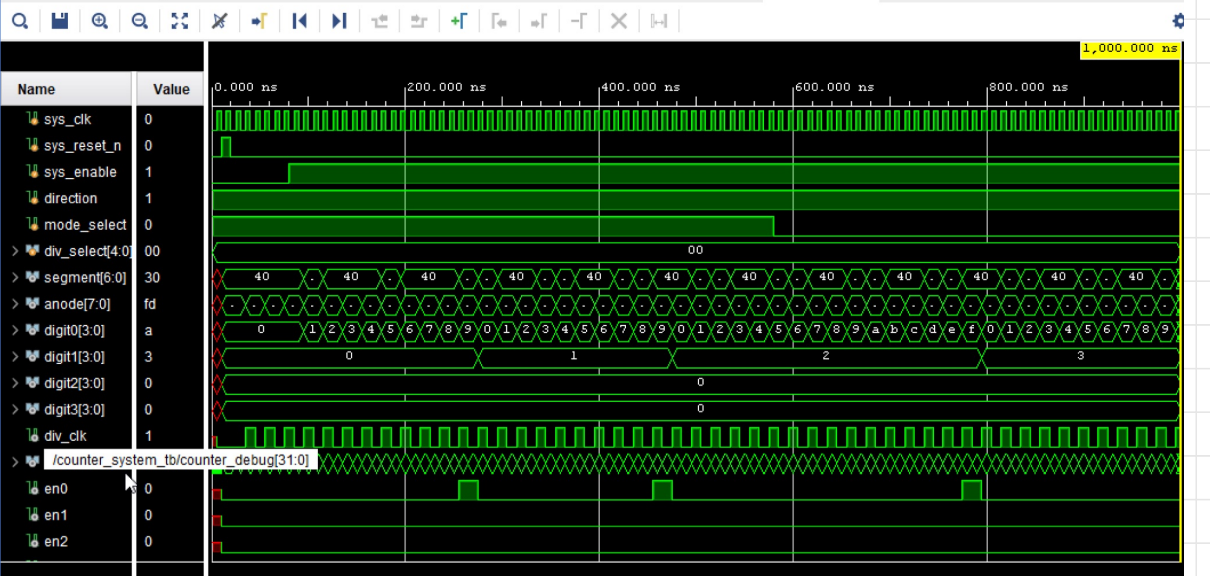 1,000.000 ns
Name Value
0.000 ns 200.000 ns 400.000 ns 600.000 ns 800.000 ns
sys_clk 0
sys_reset_n 0
sys_enable 1
direction 1
mode_select 0
div_select[4:0] 00 00
segment[6:0] 30 40 40 40 40 40 40 40 40 40 40 40 40
anode[7:0] fd
digit0[3:0] a 0 1 2 3 4 5 6 7 8 9 0 1 2 3 4 5 6 7 8 9 0 1 2 3 4 5 6 7 8 9 a b c d e f 0 1 2 3 4 5 6 7 8 9
digit1[3:0] 3 0 1 2 3
digit2[3:0] 0 0
digit3[3:0] 0 0
div_clk 1
/counter_system_tb/counter_debug[31:0]
en0 0
en1 0
en2 0